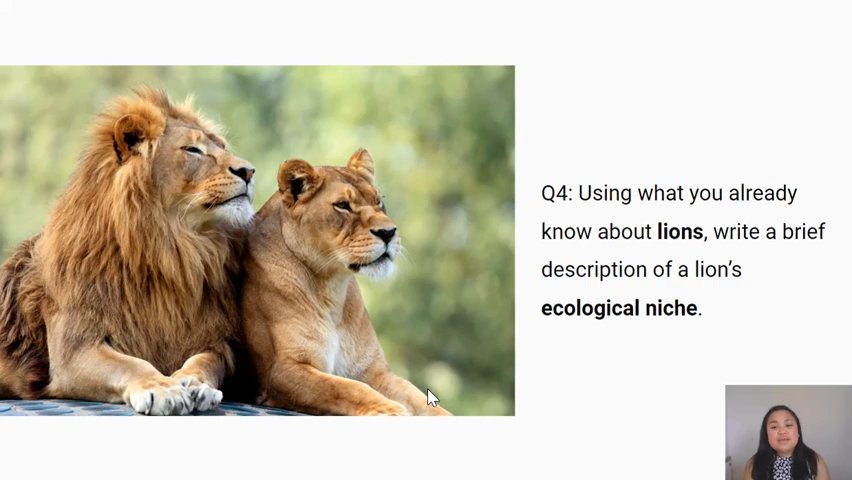 Q4: Using what you already
know about lions, write a brief
description of a lion’s
ecological niche.